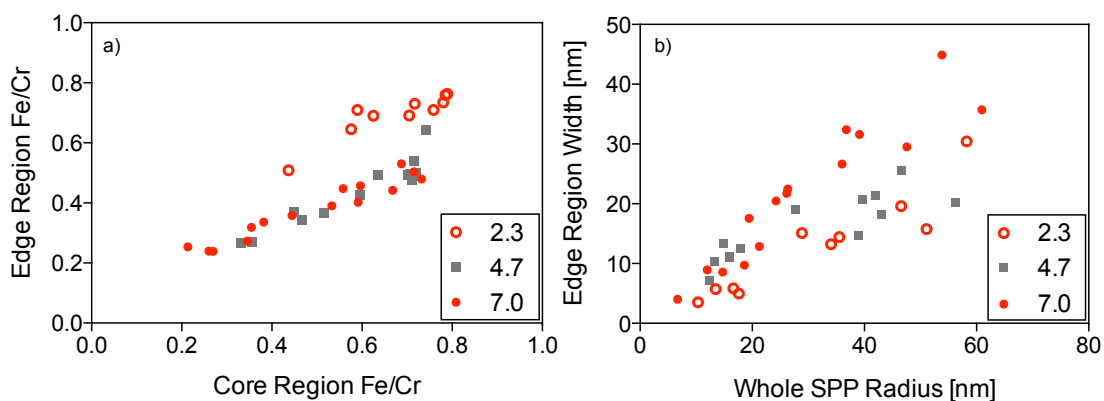 a)
Edge Region Fe/Cr
1.0
0.8
0.6
0.4
0.2
0.0
0.0 0.2 0.4 0.6 0.8 1.0
Core Region Fe/Cr
2.3
4.7
7.0
b)
Edge Region Width [nm]
50
40
30
20
10
0
0 20 40 60 80
Whole SPP Radius [nm]
2.3
4.7
7.0